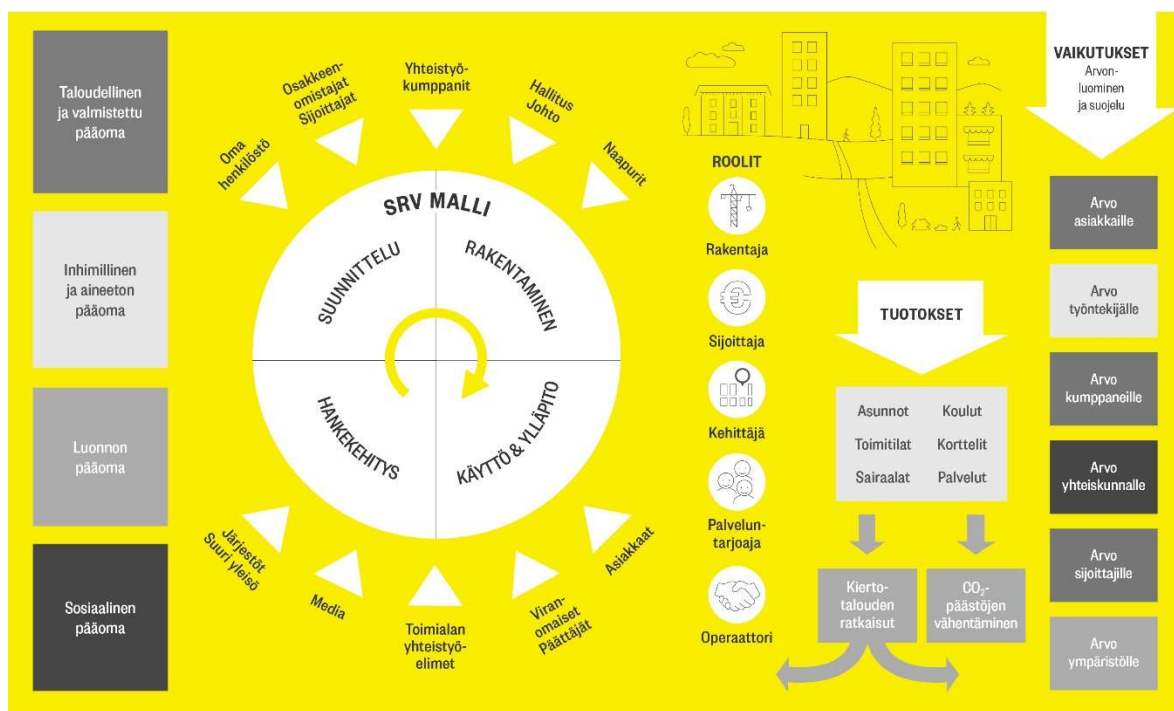 Taloudellinen
ja valmistettu
pääoma
Inhimillinen
ja aineeton
pääoma
Luonnon
pääoma
Sosiaalinen
pääoma
Oma
henkilöstö
Osakkeen-
omistajat
Sijoittajat
Yhteistyö-
kumppanit
Hallitus
Johto
Naapurit
SRV MALLI
SUUNNITTELU
RAKENTAMINEN
HANKEKEHITYS
KÄYTTÖ & YLLÄPITO
Järjestöt
Suuri yleisö
Media
Toimialan
yhteistyö-
elimet
Viran-
omaiset
Päättäjät
Asiakkaat
ROOLIT
Rakentaja
Sijoittaja
Kehittäjä
Palvelun-
tarjoaja
Operaattori
TUOTOKSET
Asunnot Koulut
Toimitilat Korttelit
Sairaalat Palvelut
Kierto-
talouden
ratkaisut
CO₂-
päästöjen
vähentäminen
VAIKUTUKSET
Arvon-
luominen
ja suojelu
Arvo
asiakkaille
Arvo
työntekijälle
Arvo
kumppaneille
Arvo
yhteiskunnalle
Arvo
sijoittajille
Arvo
ympäristölle